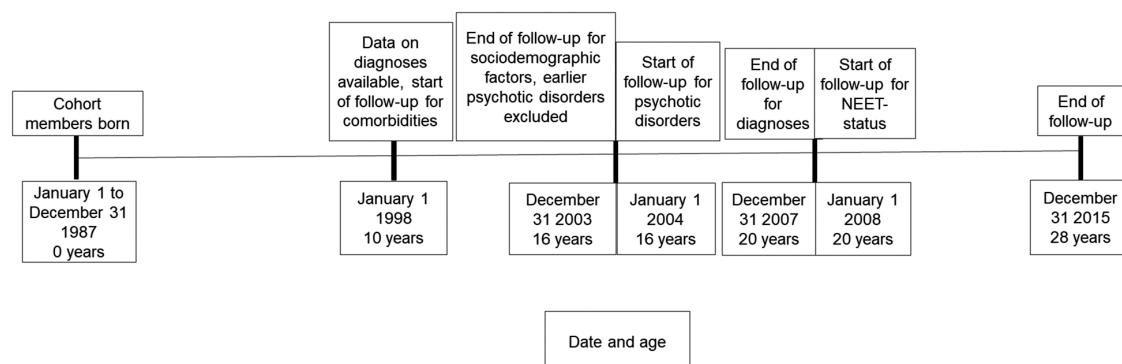 Cohort
members born
Data on
diagnoses
available, start
of follow-up for
comorbidities
End of follow-up for
sociodemographic
factors, earlier
psychotic disorders
excluded
Start of
follow-up for
psychotic
disorders
End of
follow-up
for
diagnoses
Start of
follow-up for
NEET-
status
End of
follow-up
January 1 to
December 31
1987
0 years
January 1
1998
10 years
December
31 2003
16 years
January 1
2004
16 years
December
31 2007
20 years
January 1
2008
20 years
December
31 2015
28 years
Date and age